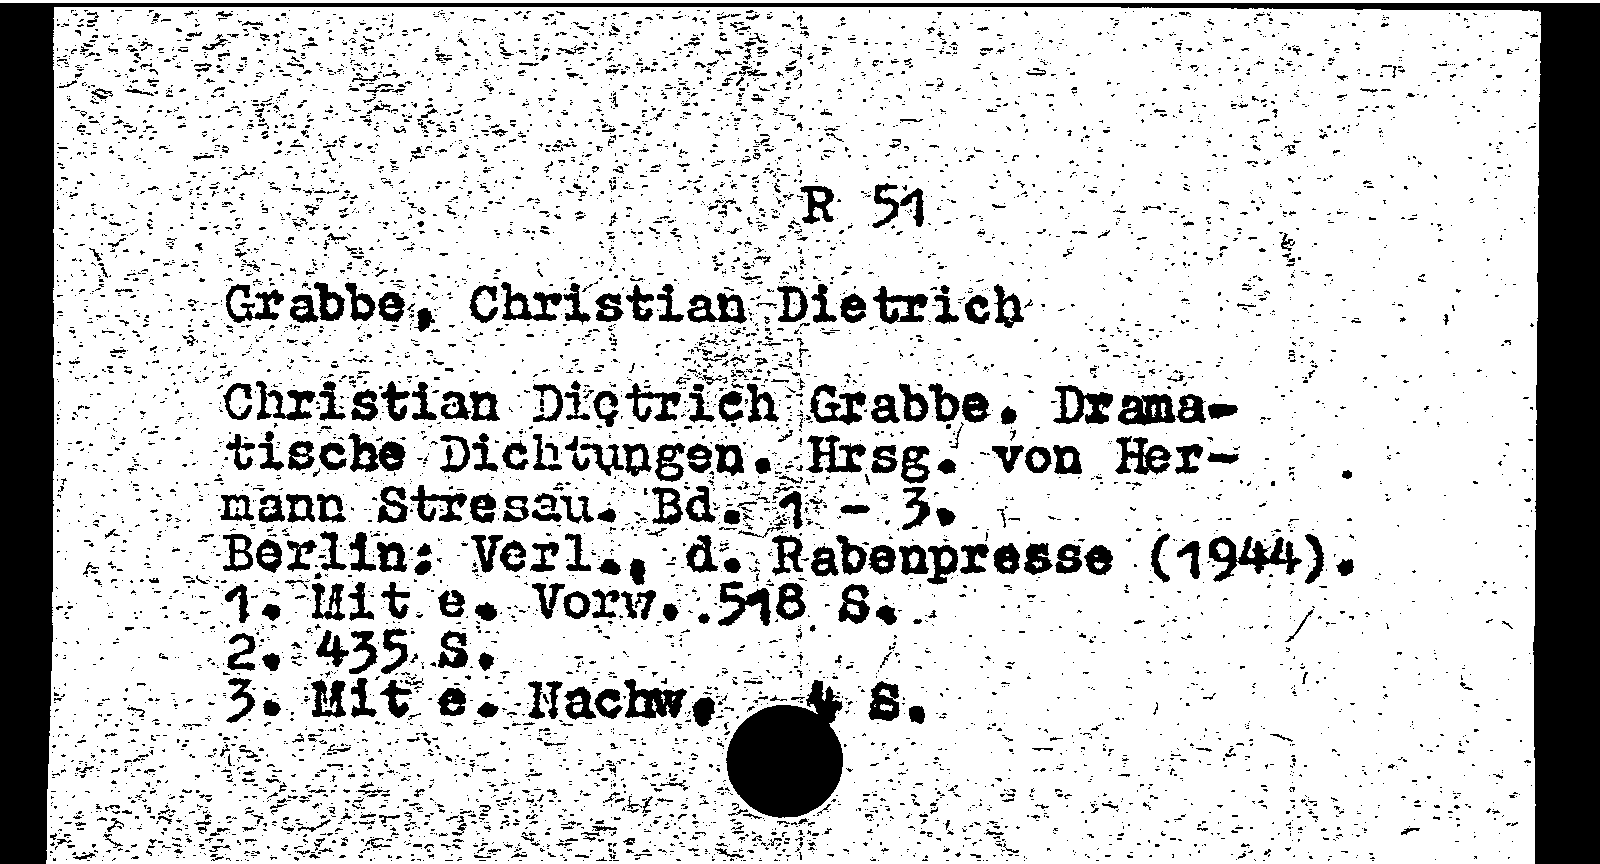 R 51
Grabbe, Christian Dietrich
Christian Dietrich Grabbe. Drama-
tische Dichtungen. Hrsg. von Her-
mann Stresau. Bd. 1 - 3.
Berlin: Verl., d. Rabenpresse (1944).
1. Mit e. Vorw. 518 S.
2. 435 S.
3. Mit e. Nachw. S.